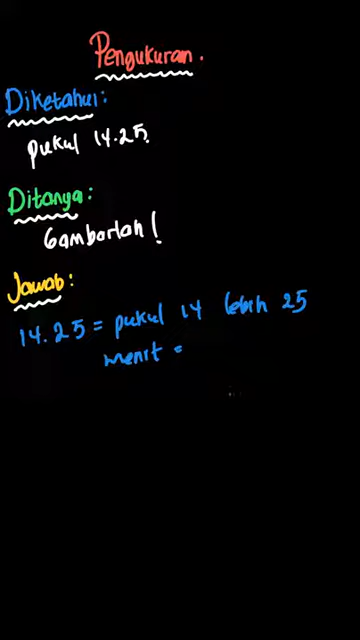 Pengukuran.
Diketahui:
pukul 14.25.
Ditanya:
Gambarlah!
Jawab:
14.25 = pukul 14 lebih 25
menit =